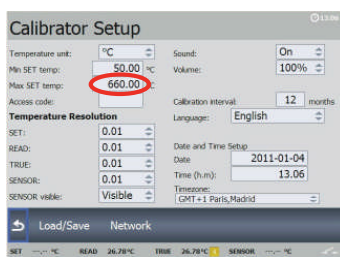 13:06
Calibrator Setup
Temperature unit: °C
Min SET temp: 50.00 °C
Max SET temp: 660.00 °C
Access code:
Temperature Resolution
SET: 0.01
READ: 0.01
TRUE: 0.01
SENSOR: 0.01
SENSOR visible: Visible
Sound: On
Volume: 100%
Calibration interval: 12 months
Language: English
Date and Time Setup
Date 2011-01-04
Time (h.m): 13.06
Timezone:
GMT+1 Paris,Madrid
Load/Save Network
SET ---.-- °C READ 26.78°C TRUE 26.78°C SENSOR ---.-- °C